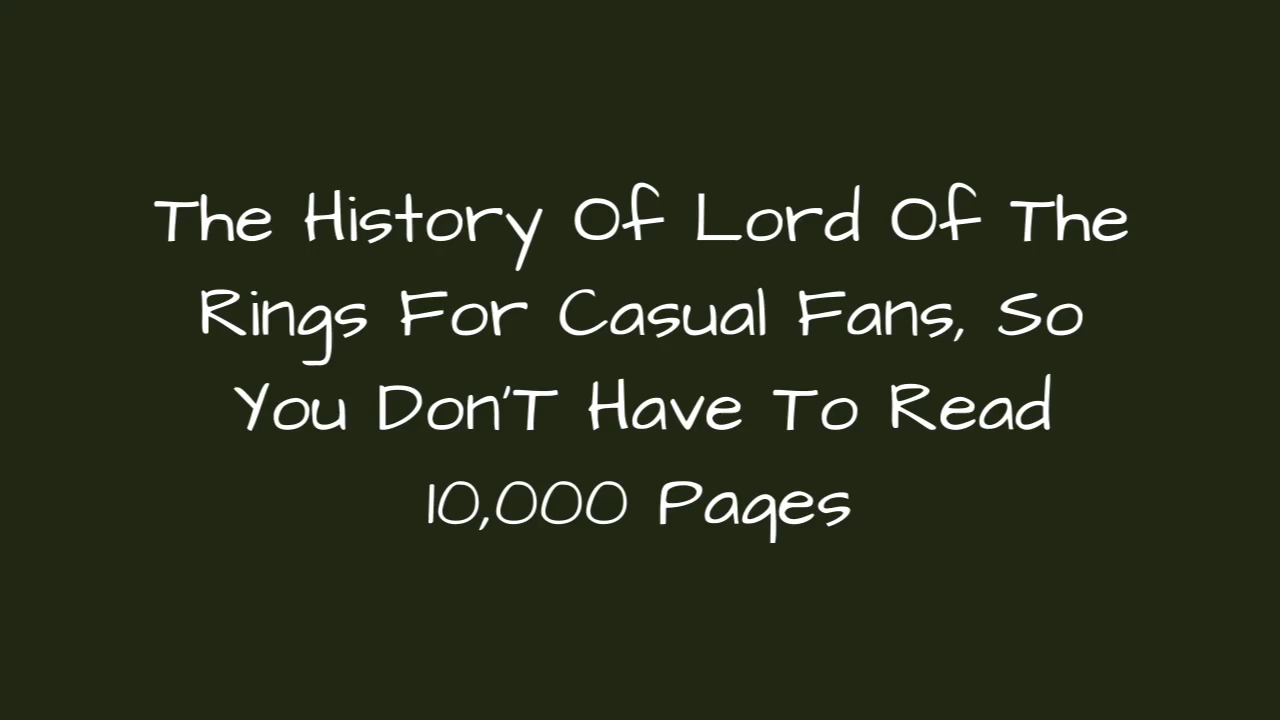 The History Of Lord Of The
Rings For Casual Fans, So
You Don'T Have To Read
10,000 Pages